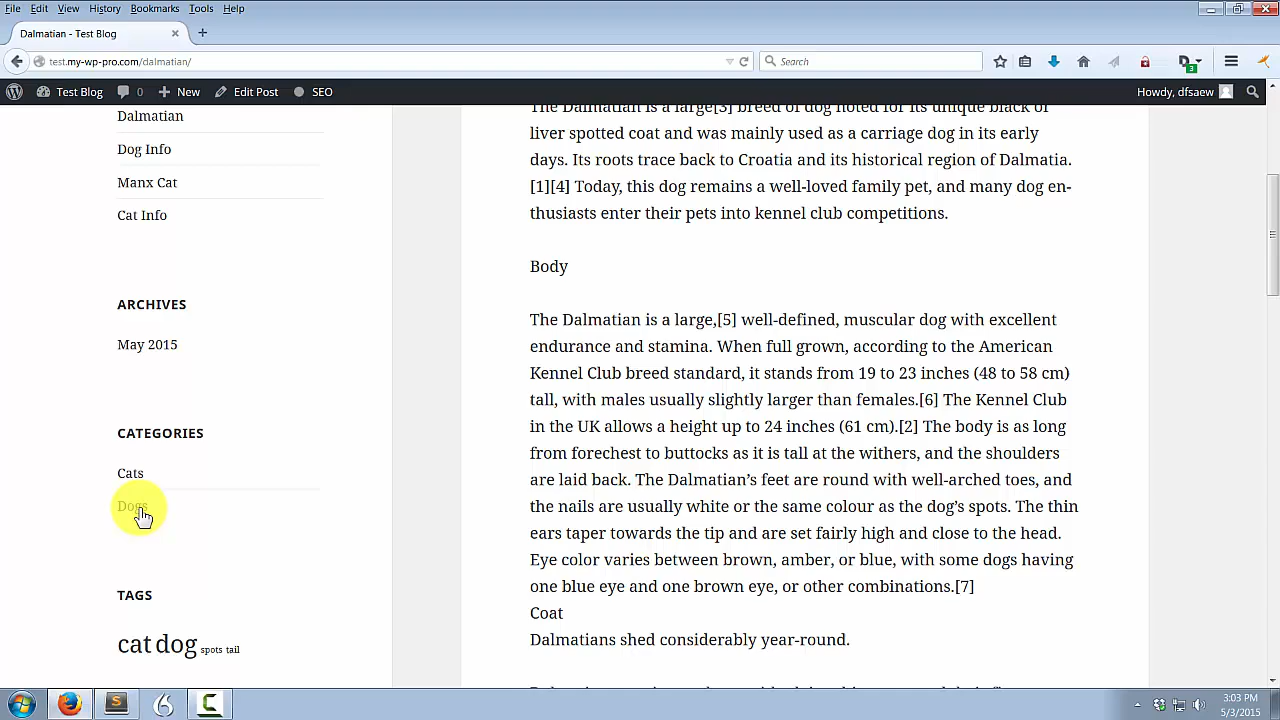 File Edit View History Bookmarks Tools Help
Dalmatian - Test Blog
test.my-wp-pro.com/dalmatian/
Search
3
Test Blog 0 New Edit Post SEO Howdy, dfsaew
Dalmatian
Dog Info
Manx Cat
Cat Info
ARCHIVES
May 2015
CATEGORIES
Cats
Dogs
TAGS
cat dog spots tail
The Dalmatian is a large[3] breed of dog noted for its unique black or
liver spotted coat and was mainly used as a carriage dog in its early
days. Its roots trace back to Croatia and its historical region of Dalmatia.
[1][4] Today, this dog remains a well-loved family pet, and many dog en-
thusiasts enter their pets into kennel club competitions.
Body
The Dalmatian is a large,[5] well-defined, muscular dog with excellent
endurance and stamina. When full grown, according to the American
Kennel Club breed standard, it stands from 19 to 23 inches (48 to 58 cm)
tall, with males usually slightly larger than females.[6] The Kennel Club
in the UK allows a height up to 24 inches (61 cm).[2] The body is as long
from forechest to buttocks as it is tall at the withers, and the shoulders
are laid back. The Dalmatian’s feet are round with well-arched toes, and
the nails are usually white or the same colour as the dog’s spots. The thin
ears taper towards the tip and are set fairly high and close to the head.
Eye color varies between brown, amber, or blue, with some dogs having
one blue eye and one brown eye, or other combinations.[7]
Coat
Dalmatians shed considerably year-round.
3:03 PM
5/3/2015